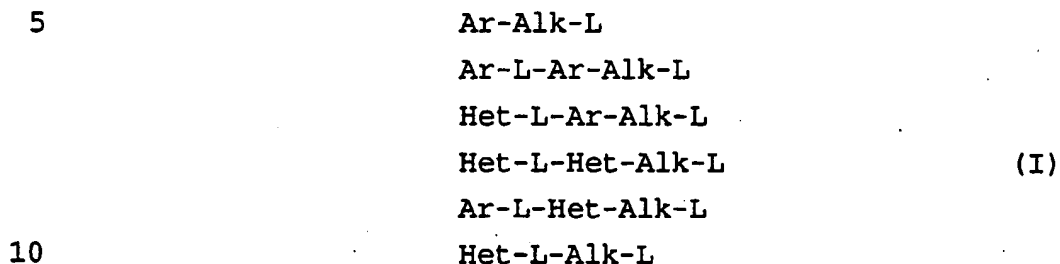 5 Ar-Alk-L
Ar-L-Ar-Alk-L
Het-L-Ar-Alk-L
Het-L-Het-Alk-L (I)
Ar-L-Het-Alk-L
10 Het-L-Alk-L